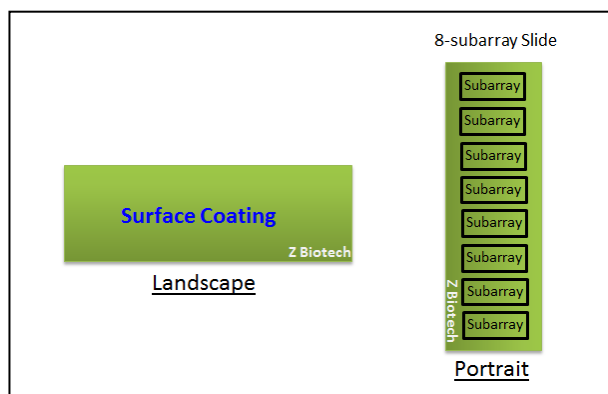 8-subarray Slide
Subarray
Subarray
Subarray
Subarray
Subarray
Subarray
Subarray
Subarray
Z Biotech
Portrait
Surface Coating
Z Biotech
Landscape